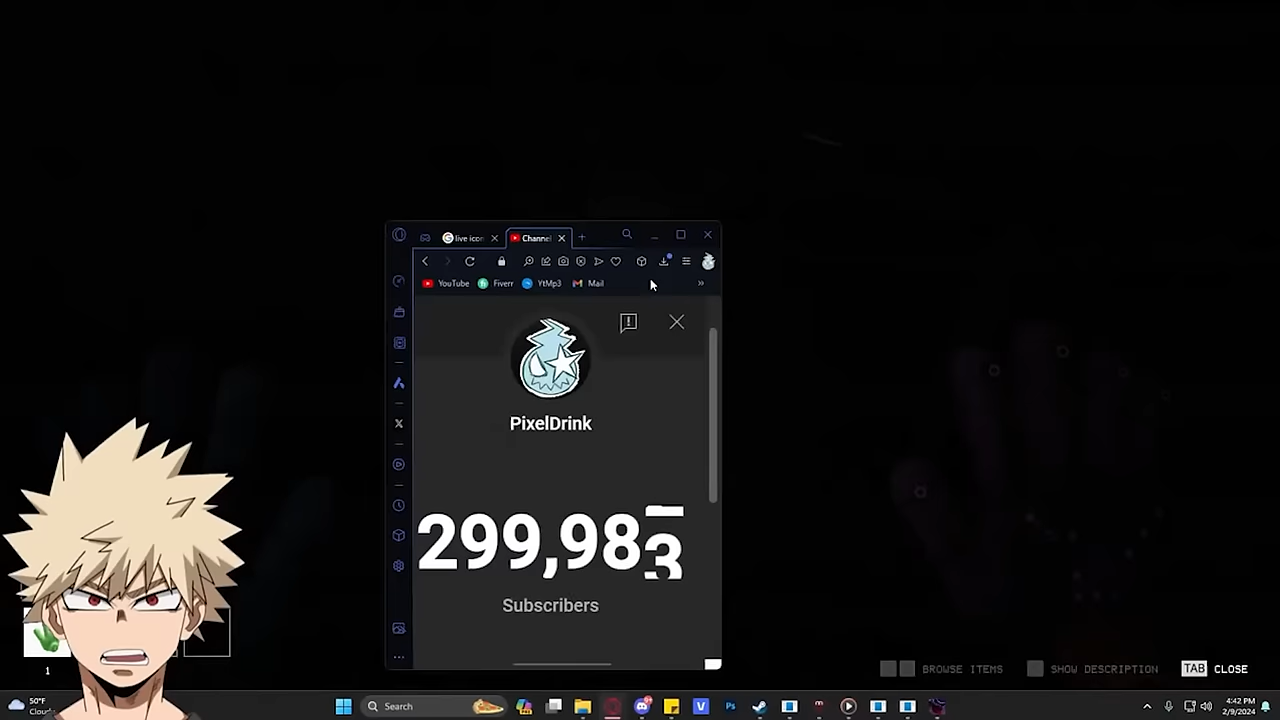 live icon
Channel
YouTube
Fiverr
YtMp3
Mail
PixelDrink
299,983
Subscribers
1
BROWSE ITEMS
SHOW DESCRIPTION
TAB CLOSE
50°F
Search
4:42 PM
2/9/2024